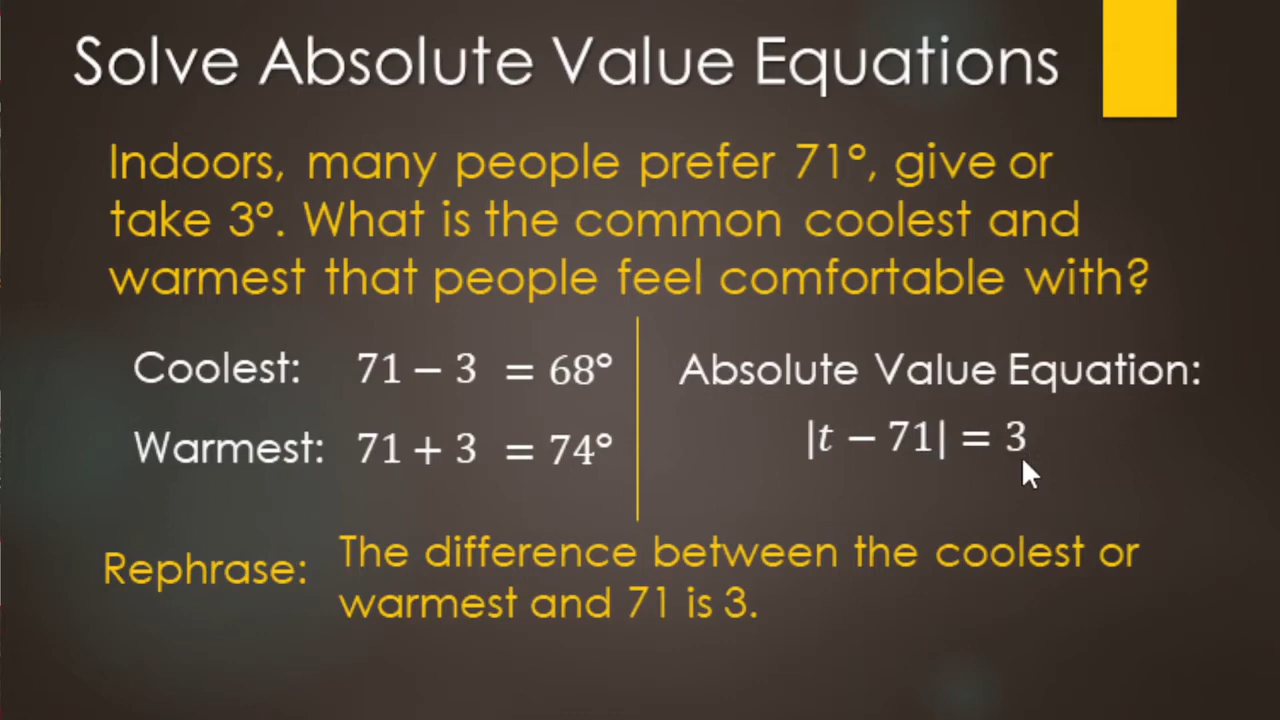 Solve Absolute Value Equations
Indoors, many people prefer 71°, give or
take 3°. What is the common coolest and
warmest that people feel comfortable with?
Coolest: 71 − 3 = 68°
Warmest: 71 + 3 = 74°
Absolute Value Equation:
|t − 71| = 3
Rephrase:
The difference between the coolest or
warmest and 71 is 3.